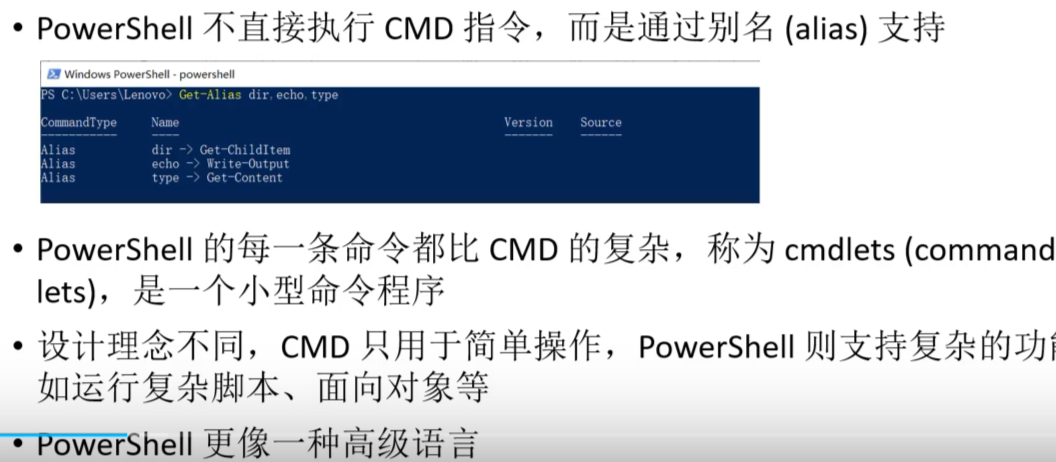 • PowerShell 不直接执行 CMD 指令，而是通过别名 (alias) 支持
Windows PowerShell - powershell
PS C:\Users\Lenovo> Get-Alias dir,echo,type
CommandType Name Version Source
----------- ---- ------- ------
Alias dir -> Get-ChildItem
Alias echo -> Write-Output
Alias type -> Get-Content
• PowerShell 的每一条命令都比 CMD 的复杂，称为 cmdlets (command
lets)，是一个小型命令程序
• 设计理念不同，CMD 只用于简单操作，PowerShell 则支持复杂的功能
如运行复杂脚本、面向对象等
• PowerShell 更像一种高级语言